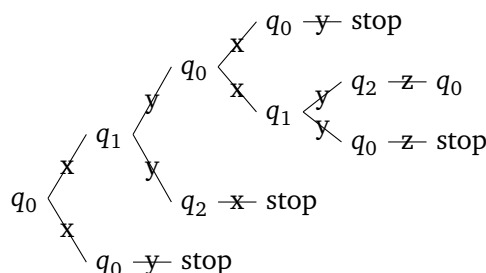 q₀ y stop
x
q₀ q₂ z q₀
x y
y q₁ y
q₁ q₀ z stop
x y
q₀ q₂ x stop
x
q₀ y stop